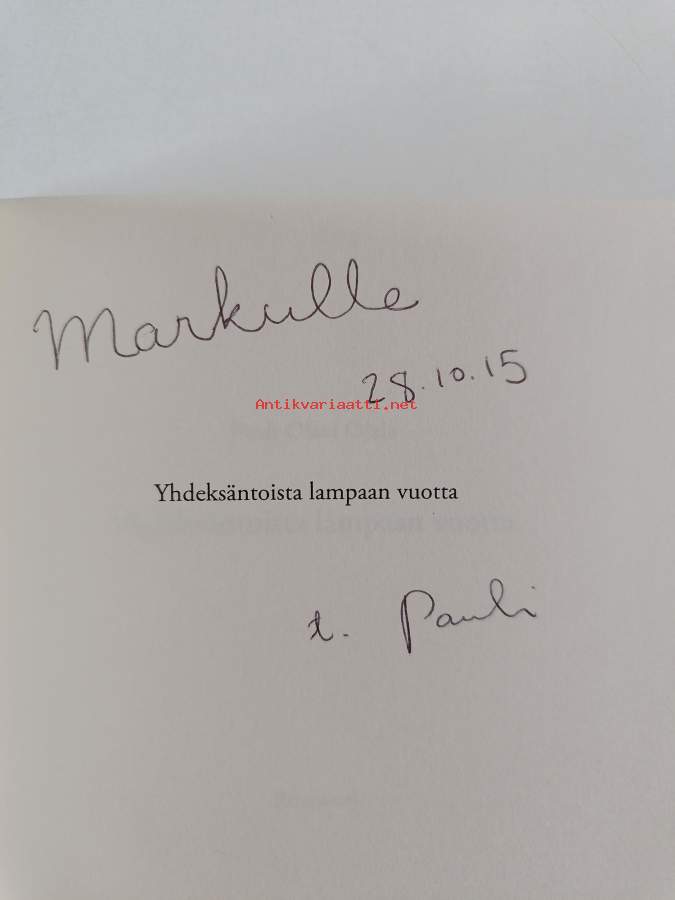 Markulle
28.10.15
Antikvariaatti.net
Yhdeksäntoista lampaan vuotta
t. Pauli